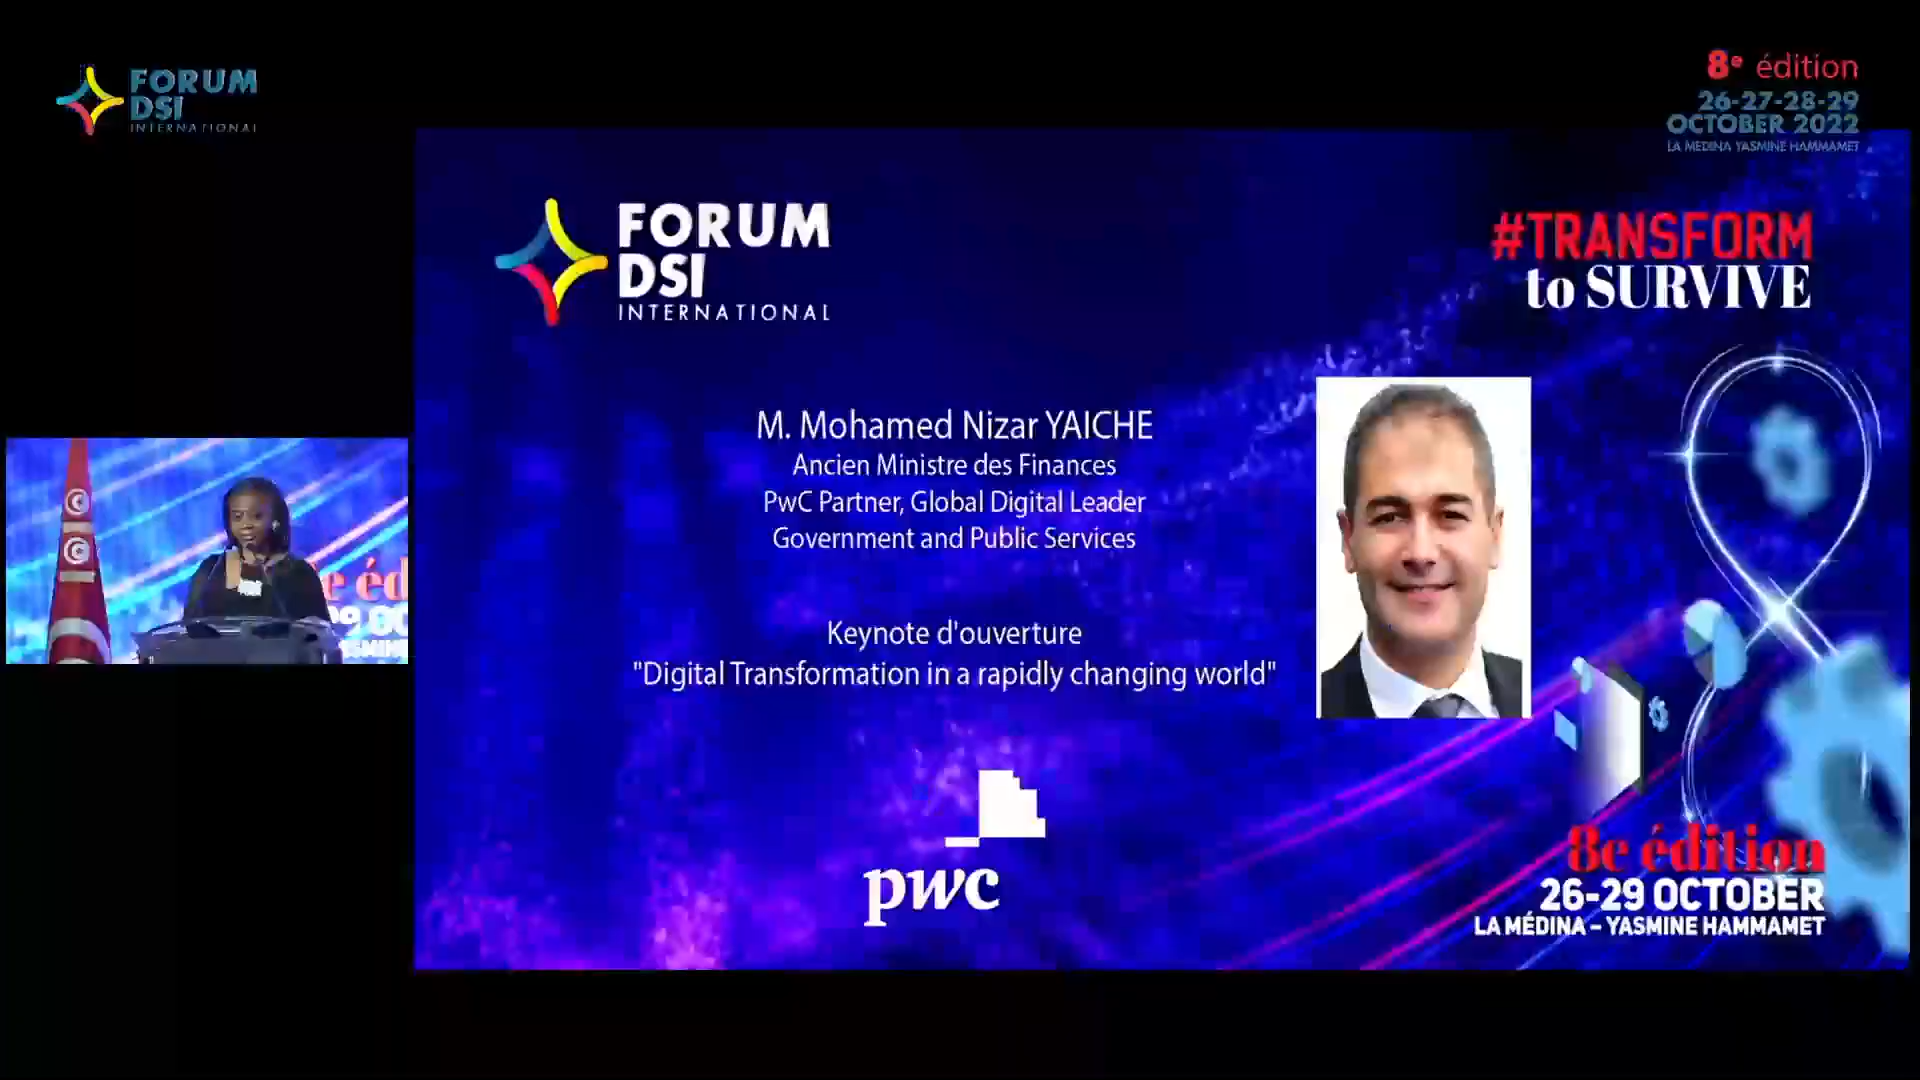 FORUM
DSI
INTERNATIONAL
8e édition
26-27-28-29
OCTOBER 2022
LA MEDINA YASMINE HAMMAMET
FORUM
DSI
INTERNATIONAL
#TRANSFORM
to SURVIVE
M. Mohamed Nizar YAICHE
Ancien Ministre des Finances
PwC Partner, Global Digital Leader
Government and Public Services
Keynote d'ouverture
"Digital Transformation in a rapidly changing world"
pwc
8e édition
26-29 OCTOBER
LA MÉDINA – YASMINE HAMMAMET